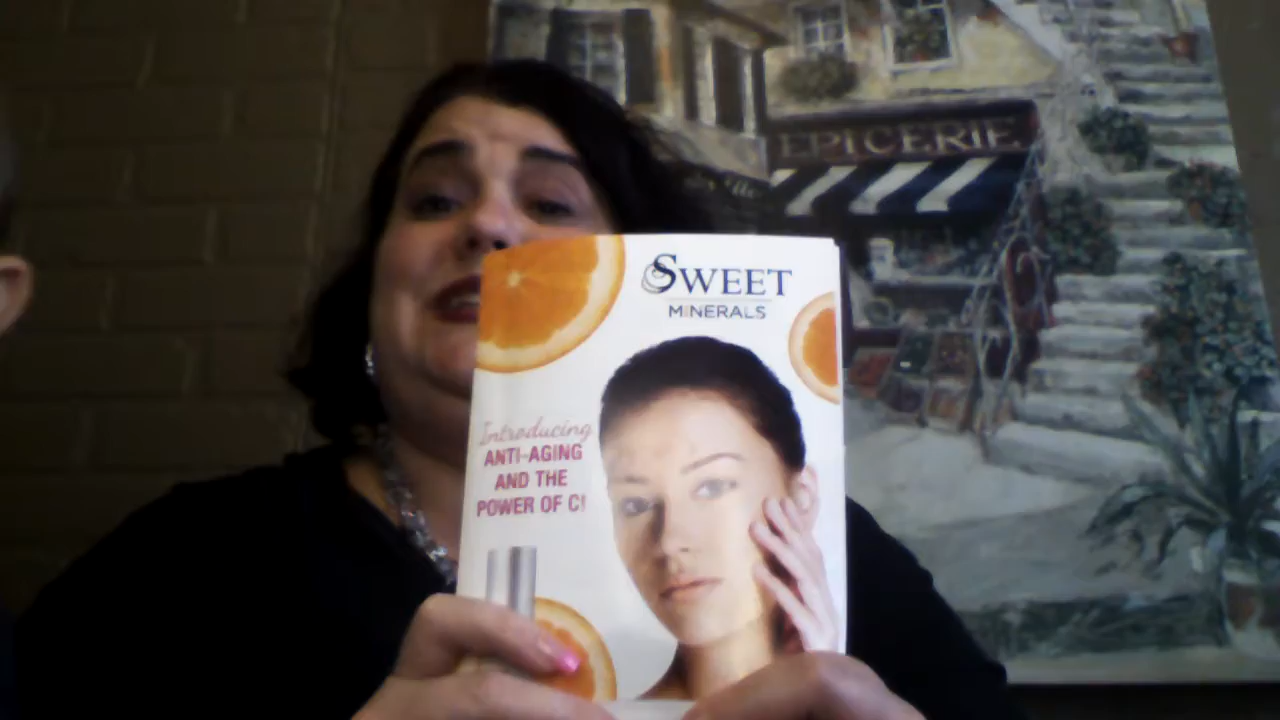 EPICERIE
SWEET
MINERALS
Introducing
ANTI-AGING
AND THE
POWER OF C!